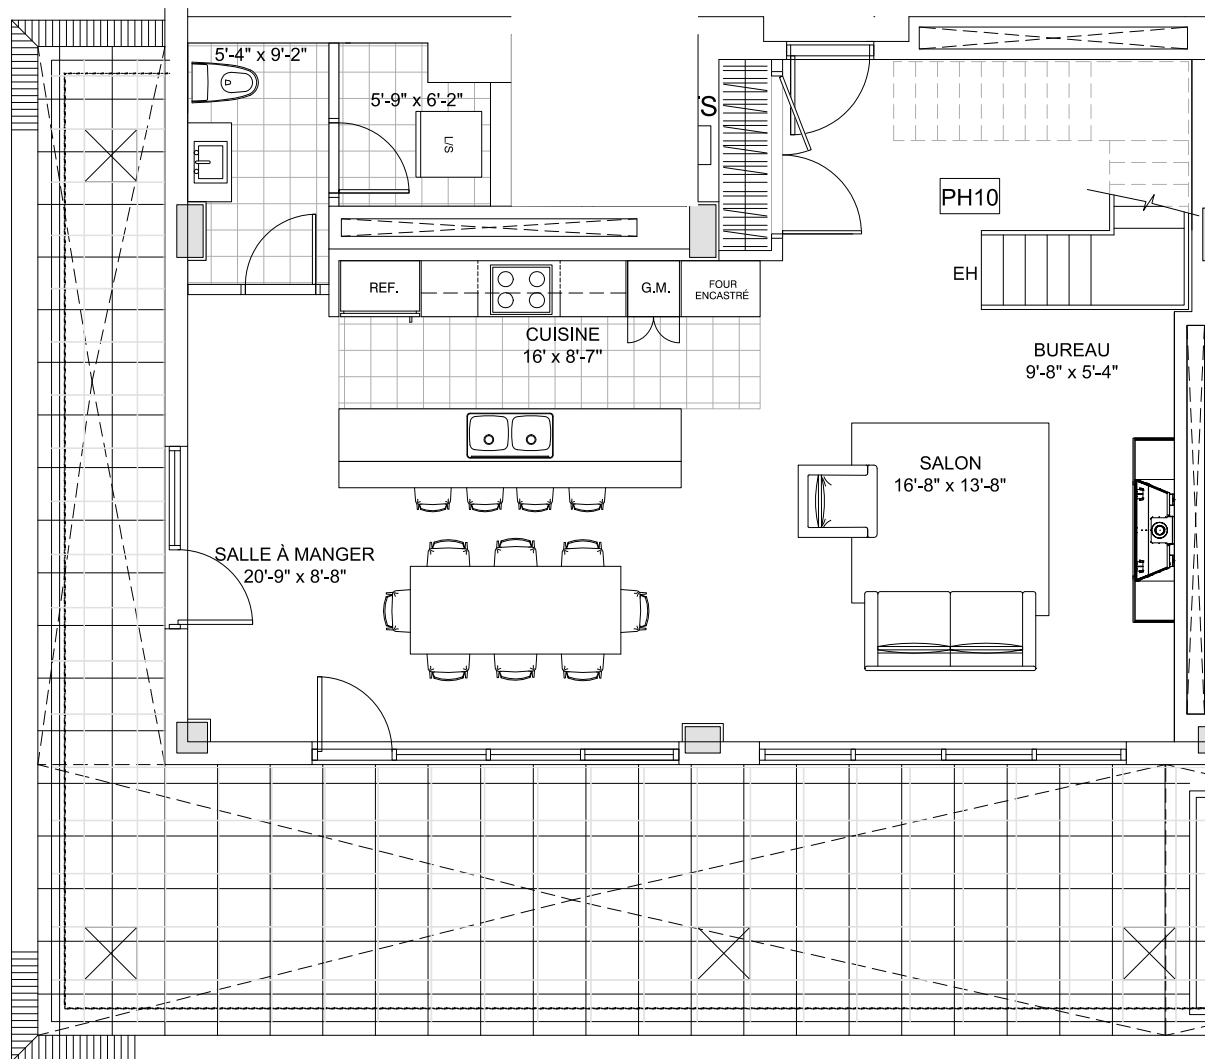 5'-4" x 9'-2"
5'-9" x 6'-2"
L/S
PH10
EH
REF.
G.M.
FOUR
ENCASTRÉ
CUISINE
16' x 8'-7"
BUREAU
9'-8" x 5'-4"
SALON
16'-8" x 13'-8"
SALLE À MANGER
20'-9" x 8'-8"